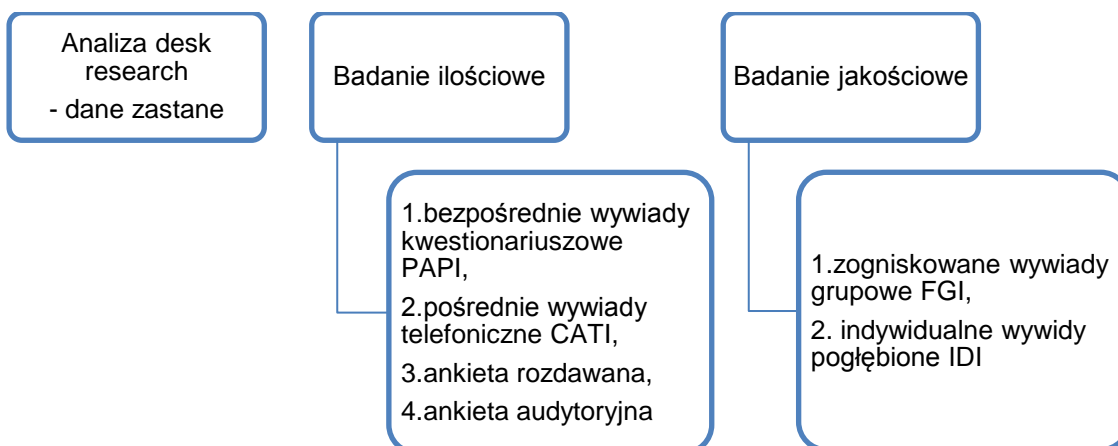 Analiza desk
research
- dane zastane
Badanie ilościowe
Badanie jakościowe
1.bezpośrednie wywiady
kwestionariuszowe
PAPI,
2.pośrednie wywiady
telefoniczne CATI,
3.ankieta rozdawana,
4.ankieta audytoryjna
1.zogniskowane wywiady
grupowe FGI,
2. indywidualne wywidy
pogłębione IDI